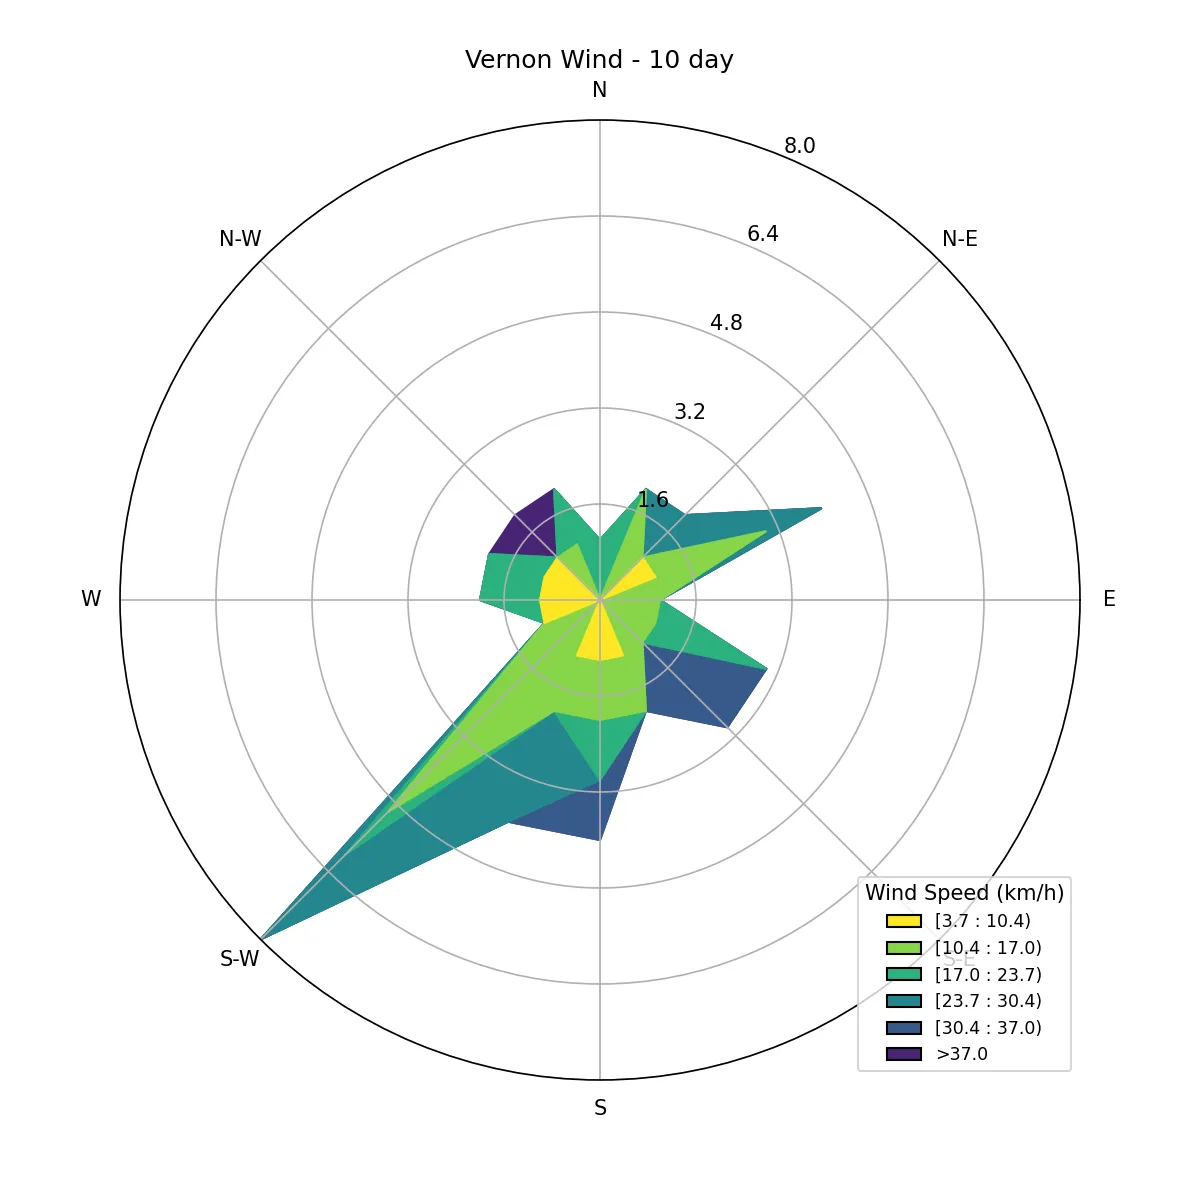 Vernon Wind - 10 day
N
8.0
N-W
6.4
N-E
4.8
3.2
1.6
W
E
S-W
S-E
Wind Speed (km/h)
[3.7 : 10.4)
[10.4 : 17.0)
[17.0 : 23.7)
[23.7 : 30.4)
[30.4 : 37.0)
>37.0
S